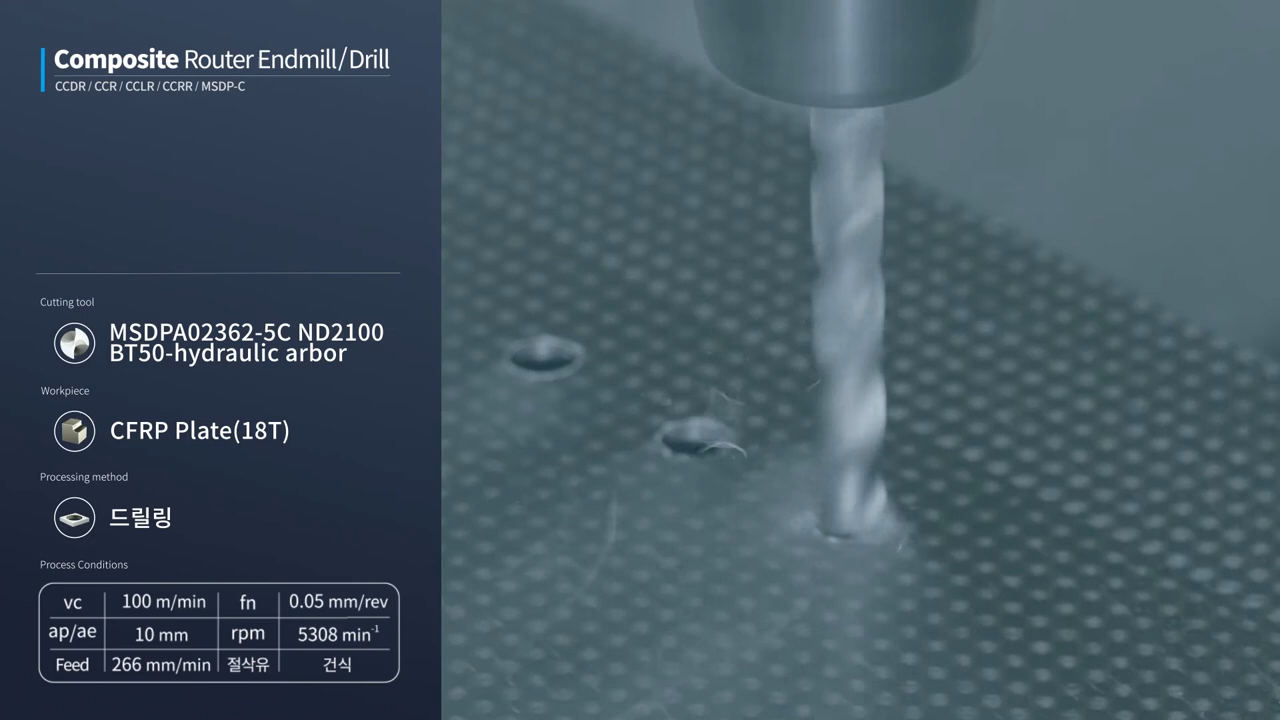 Composite Router Endmill/Drill
CCDR / CCR / CCLR / CCRR / MSDP-C
Cutting tool
MSDPA02362-5C ND2100
BT50-hydraulic arbor
Workpiece
CFRP Plate(18T)
Processing method
드릴링
Process Conditions
vc 100 m/min fn 0.05 mm/rev
ap/ae 10 mm rpm 5308 min⁻¹
Feed 266 mm/min 절삭유 건식